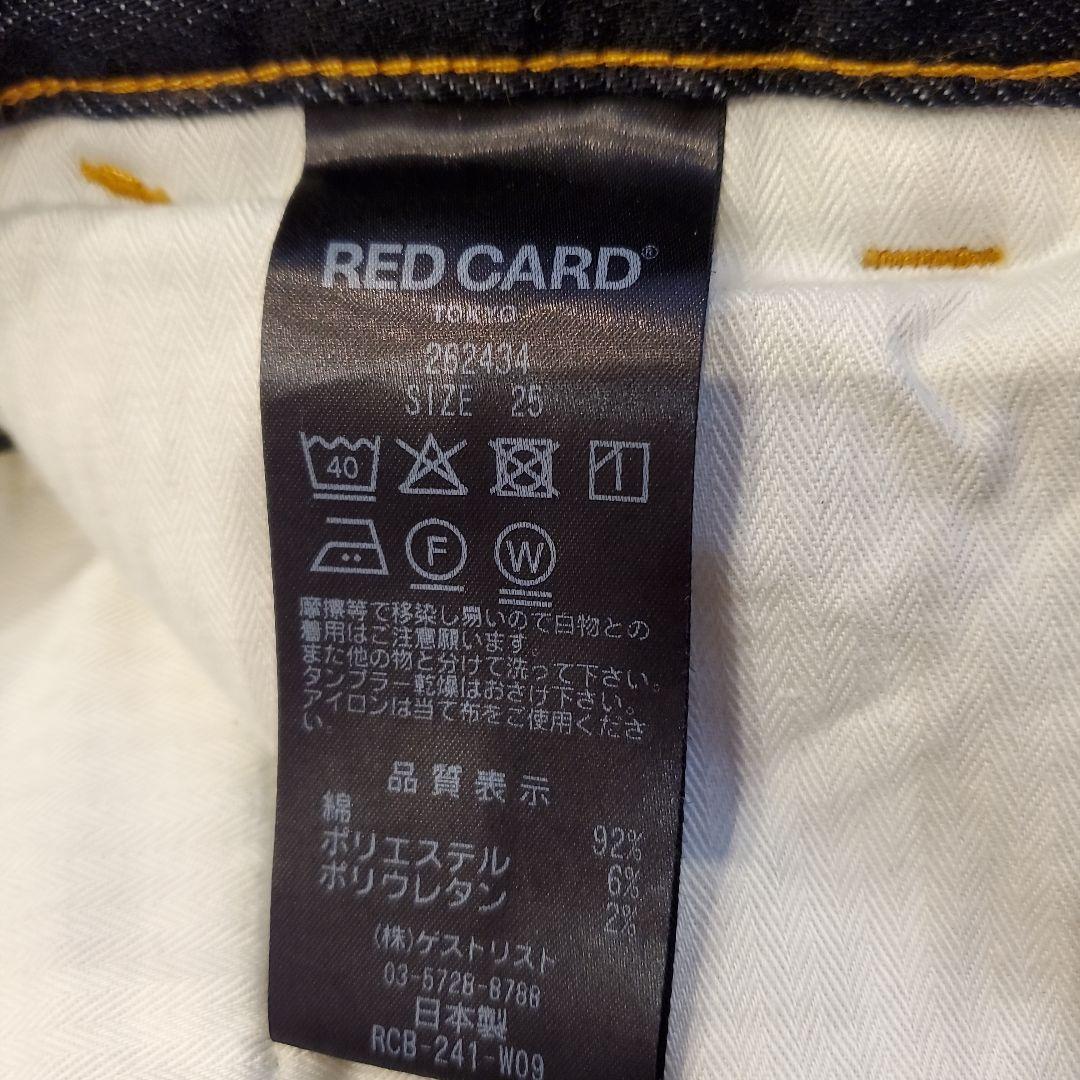 RED CARD®
TOKYO
262434
SIZE 25
40
F W
摩擦等で移染し易いので白物との
着用はご注意願います。
また他の物と分けて洗って下さい。
タンブラー乾燥はおさけ下さい。
アイロンは当て布をご使用くださ
い。
品質表示
綿 92%
ポリエステル 6%
ポリウレタン 2%
(株)ゲストリスト
03-5728-8788
日本製
RCB-241-W09